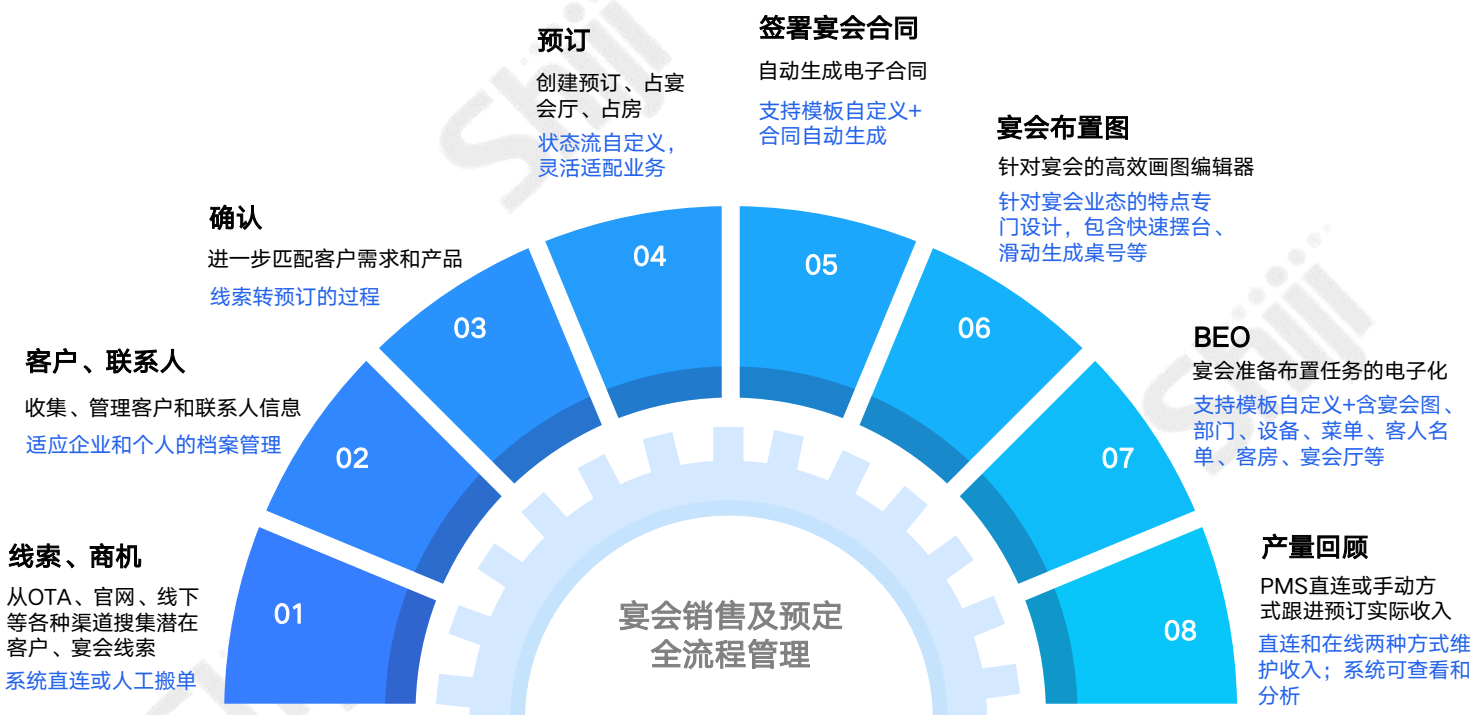 线索、商机
从OTA、官网、线下
等各种渠道搜集潜在
客户、宴会线索
系统直连或人工搬单
01
客户、联系人
收集、管理客户和联系人信息
适应企业和个人的档案管理
02
确认
进一步匹配客户需求和产品
线索转预订的过程
03
预订
创建预订、占宴
会厅、占房
状态流自定义，
灵活适配业务
04
签署宴会合同
自动生成电子合同
支持模板自定义+
合同自动生成
05
宴会布置图
针对宴会的高效画图编辑器
针对宴会业态的特点专
门设计，包含快速摆台、
滑动生成桌号等
06
BEO
宴会准备布置任务的电子化
支持模板自定义+含宴会图、
部门、设备、菜单、客人名
单、客房、宴会厅等
07
产量回顾
PMS直连或手动方
式跟进预订实际收入
直连和在线两种方式维
护收入；系统可查看和
分析
08
宴会销售及预定
全流程管理
Shiji
Shiji